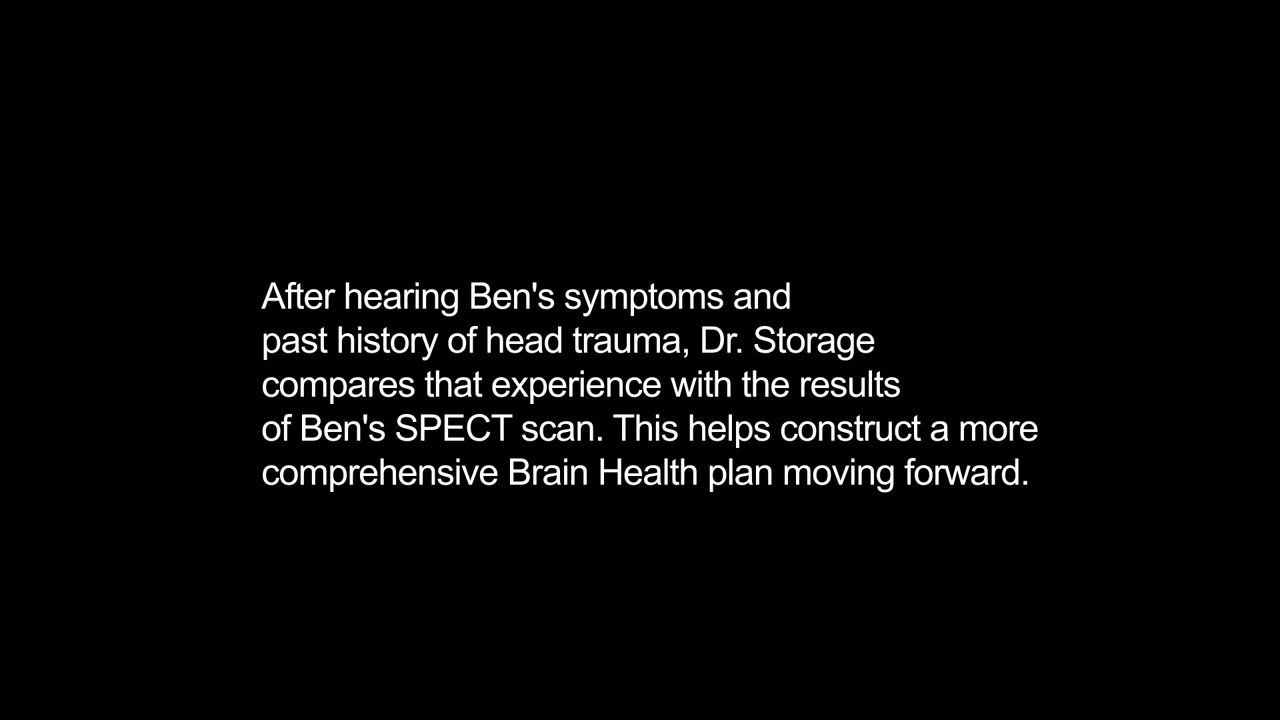 After hearing Ben's symptoms and
past history of head trauma, Dr. Storage
compares that experience with the results
of Ben's SPECT scan. This helps construct a more
comprehensive Brain Health plan moving forward.